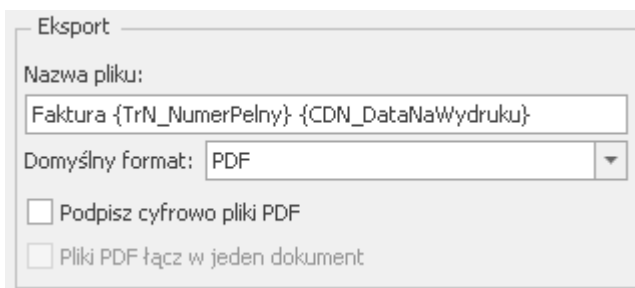 Eksport
Nazwa pliku:
Faktura {TrN_NumerPelny} {CDN_DataNaWydruku}
Domyślny format: PDF
Podpisz cyfrowo pliki PDF
Pliki PDF łącz w jeden dokument